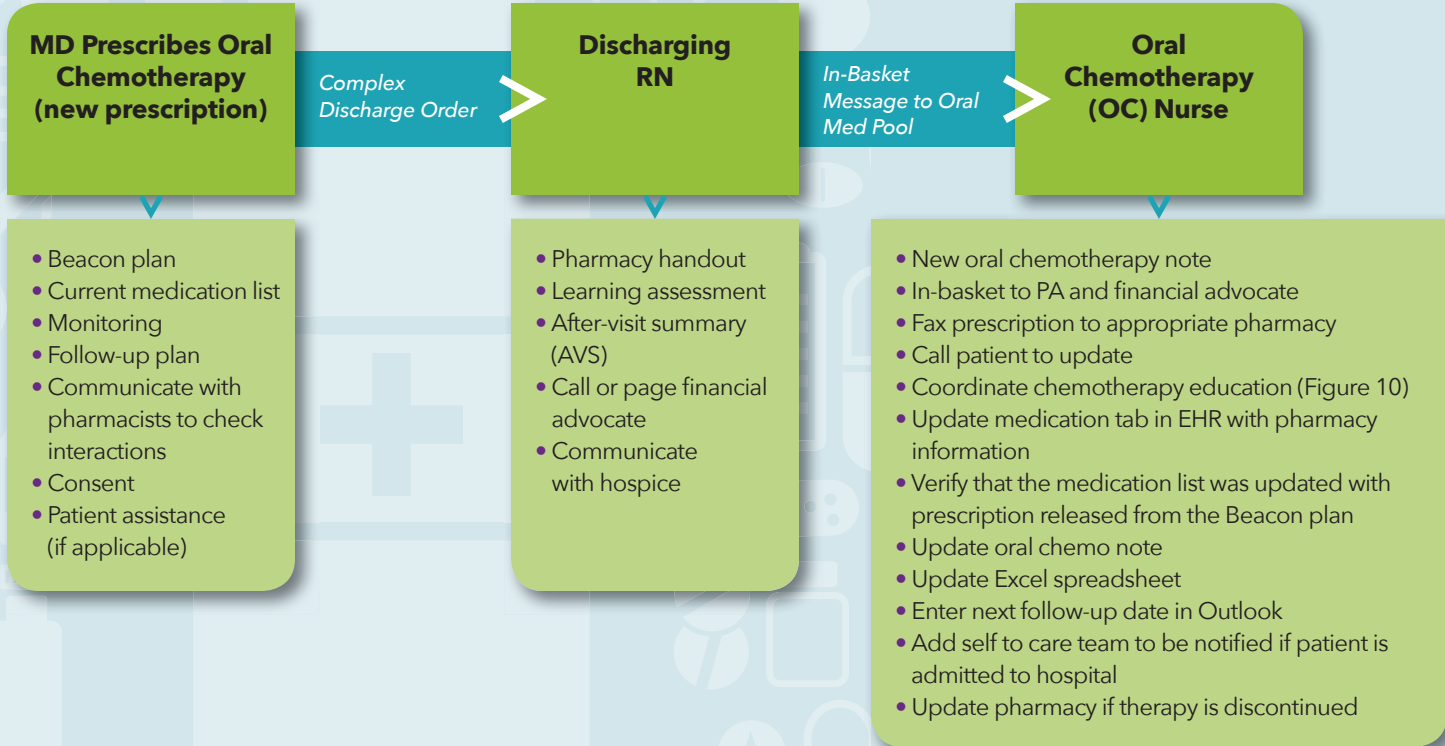 MD Prescribes Oral
Chemotherapy
(new prescription)
Complex
Discharge Order
Discharging
RN
In-Basket
Message to Oral
Med Pool
Oral
Chemotherapy
(OC) Nurse
• Beacon plan
• Current medication list
• Monitoring
• Follow-up plan
• Communicate with
pharmacists to check
interactions
• Consent
• Patient assistance
(if applicable)
• Pharmacy handout
• Learning assessment
• After-visit summary
(AVS)
• Call or page financial
advocate
• Communicate
with hospice
• New oral chemotherapy note
• In-basket to PA and financial advocate
• Fax prescription to appropriate pharmacy
• Call patient to update
• Coordinate chemotherapy education (Figure 10)
• Update medication tab in EHR with pharmacy
information
• Verify that the medication list was updated with
prescription released from the Beacon plan
• Update oral chemo note
• Update Excel spreadsheet
• Enter next follow-up date in Outlook
• Add self to care team to be notified if patient is
admitted to hospital
• Update pharmacy if therapy is discontinued